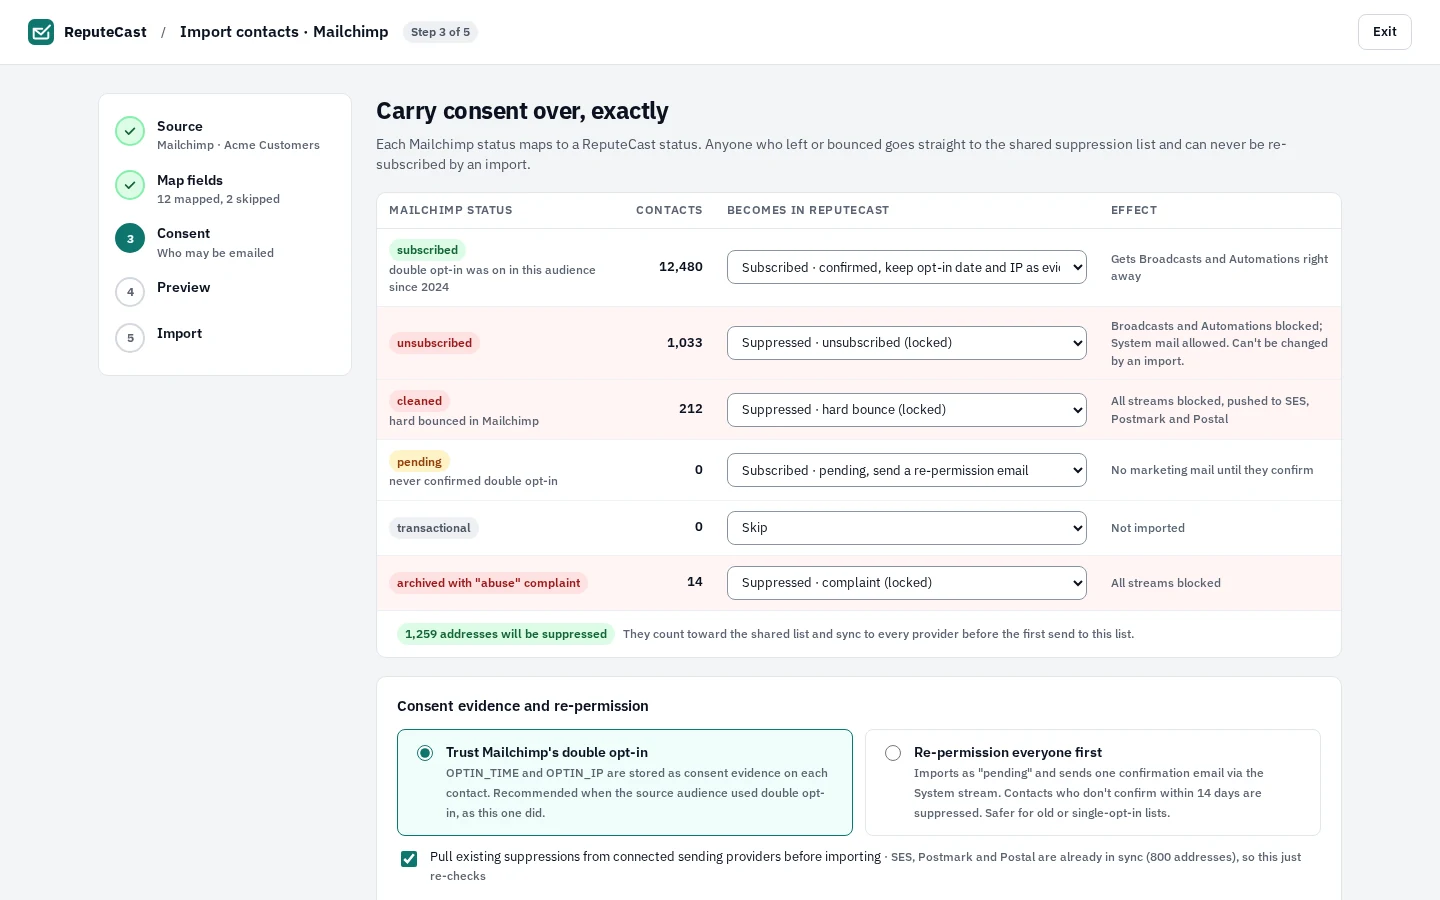 ReputeCast / Import contacts · Mailchimp Step 3 of 5 Exit
Source
Mailchimp · Acme Customers
Map fields
12 mapped, 2 skipped
3 Consent
Who may be emailed
4 Preview
5 Import
Carry consent over, exactly
Each Mailchimp status maps to a ReputeCast status. Anyone who left or bounced goes straight to the shared suppression list and can never be re-
subscribed by an import.
MAILCHIMP STATUS CONTACTS BECOMES IN REPUTECAST EFFECT
subscribed
double opt-in was on in this audience
since 2024
12,480
Subscribed · confirmed, keep opt-in date and IP as evic
Gets Broadcasts and Automations right
away
unsubscribed
1,033
Suppressed · unsubscribed (locked)
Broadcasts and Automations blocked;
System mail allowed. Can't be changed
by an import.
cleaned
hard bounced in Mailchimp
212
Suppressed · hard bounce (locked)
All streams blocked, pushed to SES,
Postmark and Postal
pending
never confirmed double opt-in
0
Subscribed · pending, send a re-permission email
No marketing mail until they confirm
transactional
0
Skip
Not imported
archived with "abuse" complaint
14
Suppressed · complaint (locked)
All streams blocked
1,259 addresses will be suppressed They count toward the shared list and sync to every provider before the first send to this list.
Consent evidence and re-permission
Trust Mailchimp's double opt-in
OPTIN_TIME and OPTIN_IP are stored as consent evidence on each
contact. Recommended when the source audience used double opt-
in, as this one did.
Re-permission everyone first
Imports as "pending" and sends one confirmation email via the
System stream. Contacts who don't confirm within 14 days are
suppressed. Safer for old or single-opt-in lists.
Pull existing suppressions from connected sending providers before importing · SES, Postmark and Postal are already in sync (800 addresses), so this just
re-checks